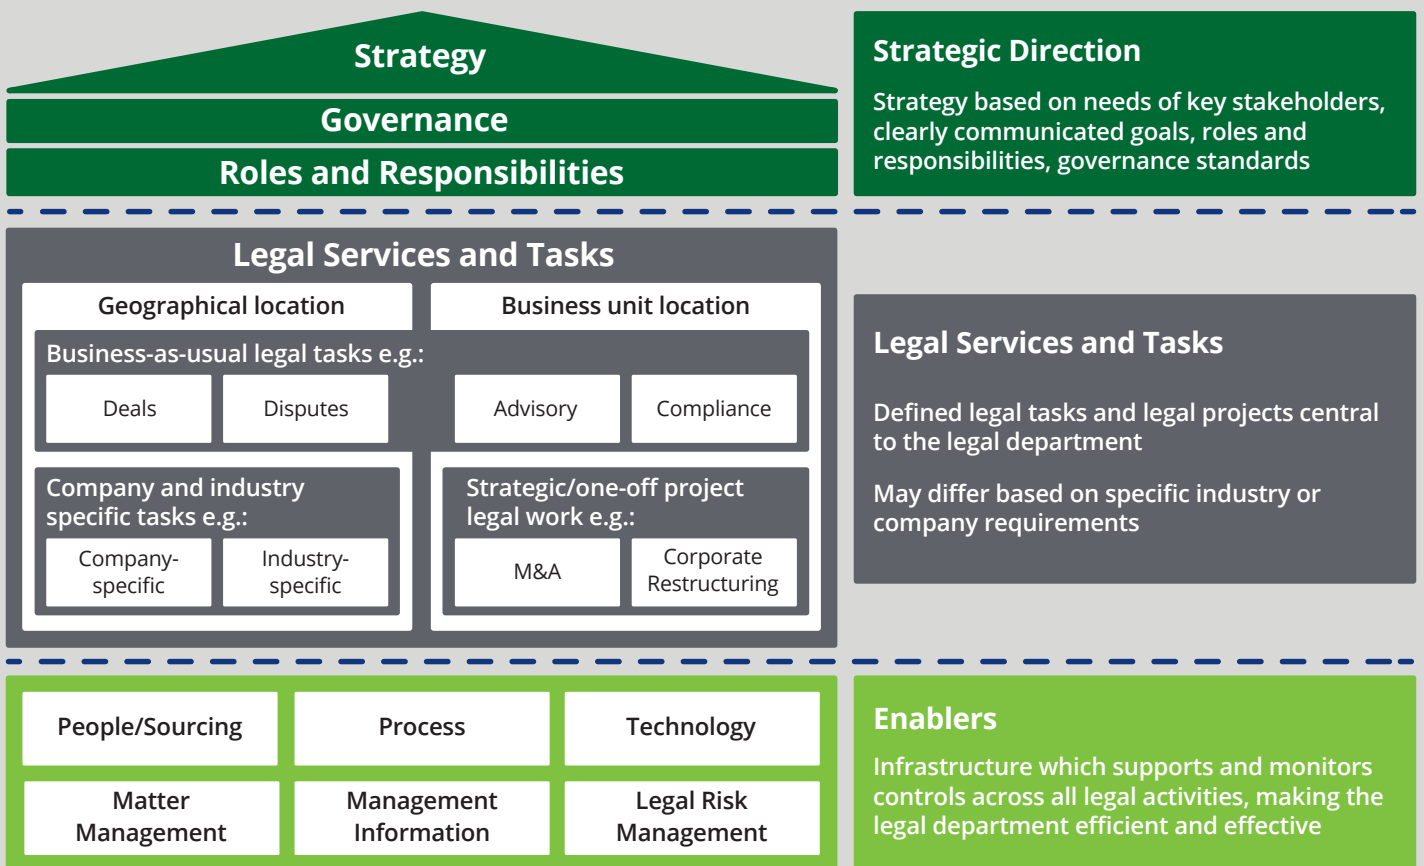 Strategy
Governance
Roles and Responsibilities
Strategic Direction
Strategy based on needs of key stakeholders,
clearly communicated goals, roles and
responsibilities, governance standards
Legal Services and Tasks
Geographical location
Business unit location
Business-as-usual legal tasks e.g.:
Deals
Disputes
Advisory
Compliance
Company and industry
specific tasks e.g.:
Company-
specific
Industry-
specific
Strategic/one-off project
legal work e.g.:
M&A
Corporate
Restructuring
Legal Services and Tasks
Defined legal tasks and legal projects central
to the legal department
May differ based on specific industry or
company requirements
People/Sourcing
Process
Technology
Matter
Management
Management
Information
Legal Risk
Management
Enablers
Infrastructure which supports and monitors
controls across all legal activities, making the
legal department efficient and effective